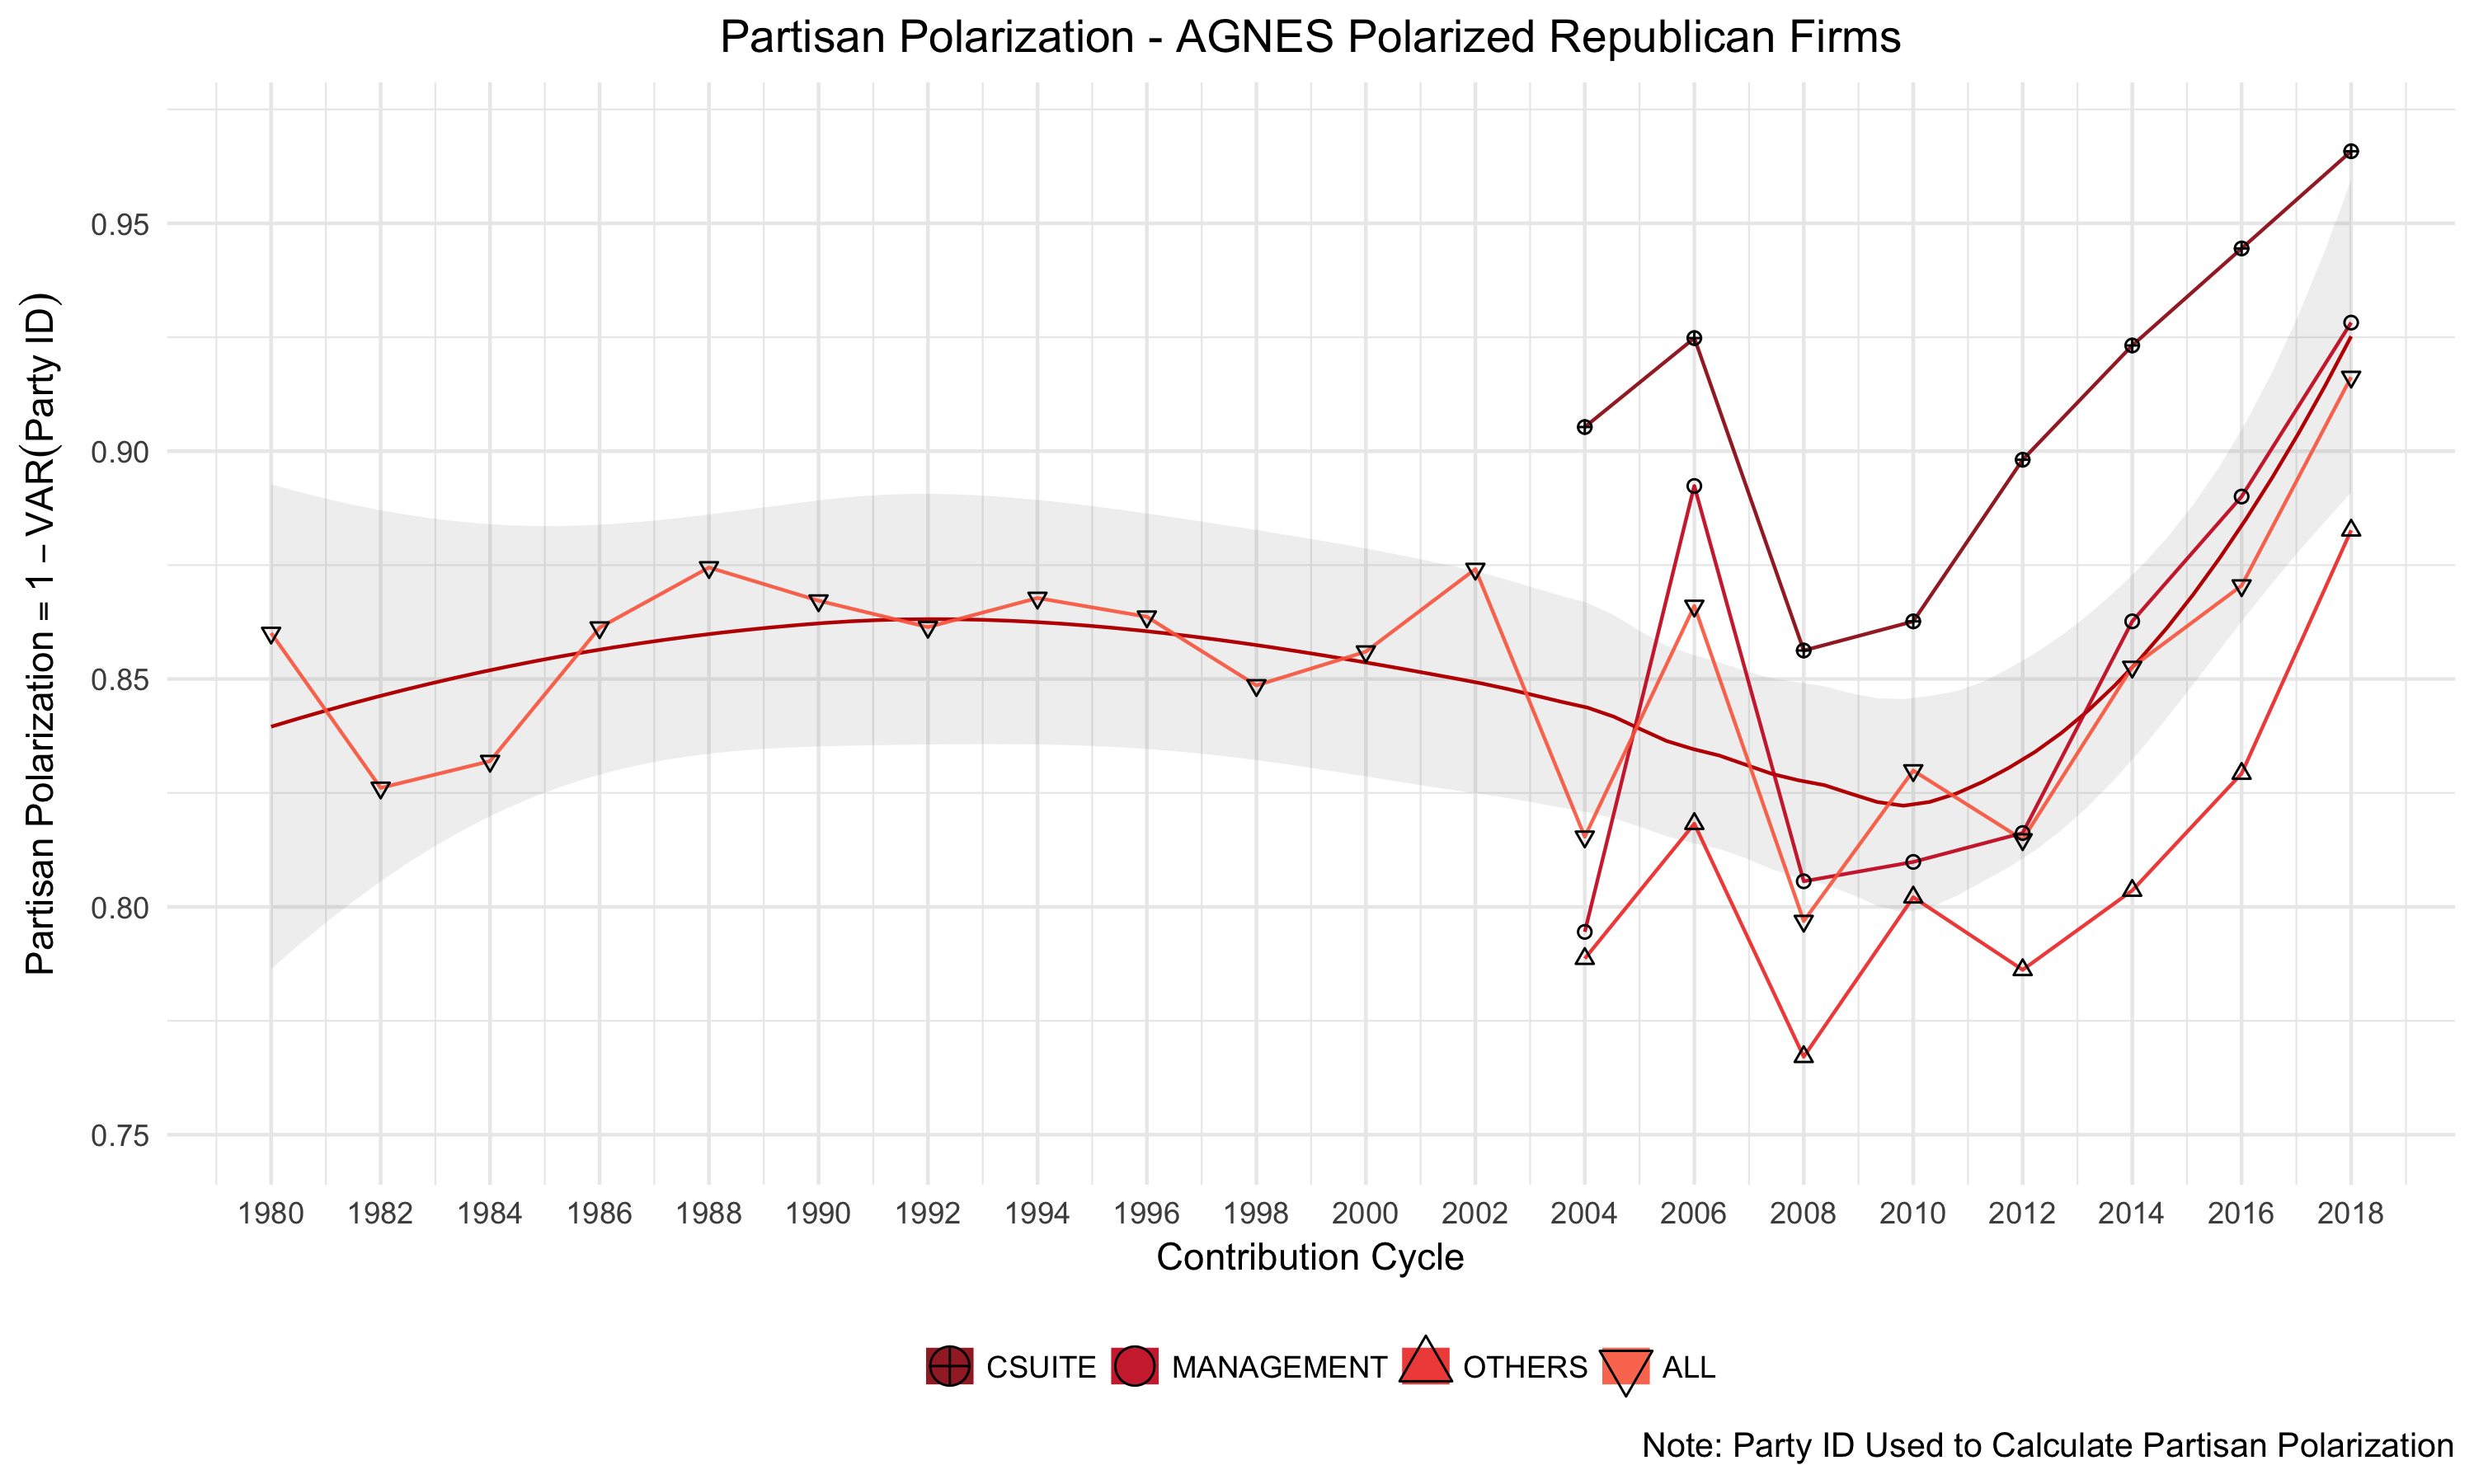 Partisan Polarization - AGNES Polarized Republican Firms
Partisan Polarization = 1 – VAR(Party ID)
0.95
0.90
0.85
0.80
0.75
1980 1982 1984 1986 1988 1990 1992 1994 1996 1998 2000 2002 2004 2006 2008 2010 2012 2014 2016 2018
Contribution Cycle
CSUITE MANAGEMENT OTHERS ALL
Note: Party ID Used to Calculate Partisan Polarization